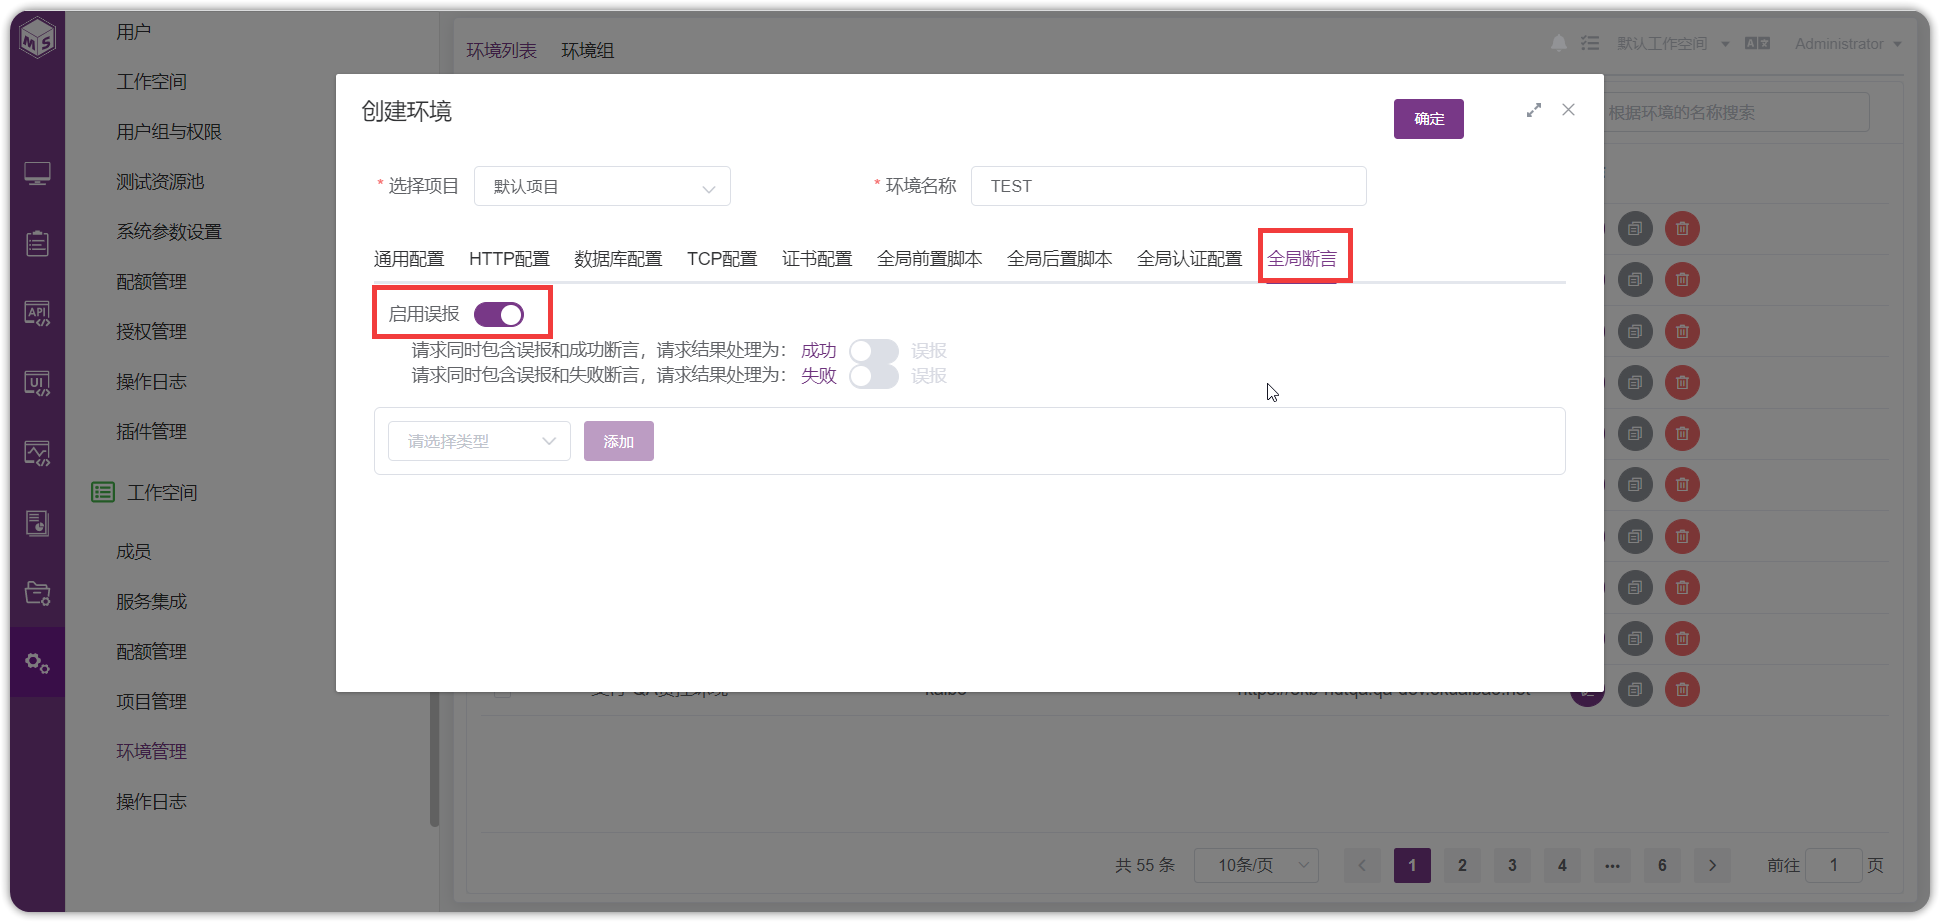 MS
API
UI
用户
工作空间
用户组与权限
测试资源池
系统参数设置
配额管理
授权管理
操作日志
插件管理
工作空间
成员
服务集成
配额管理
项目管理
环境管理
操作日志
环境列表 环境组
默认工作空间 Administrator
根据环境的名称搜索
创建环境
确定
* 选择项目 默认项目
* 环境名称 TEST
通用配置 HTTP配置 数据库配置 TCP配置 证书配置 全局前置脚本 全局后置脚本 全局认证配置 全局断言
启用误报
请求同时包含误报和成功断言，请求结果处理为： 成功 误报
请求同时包含误报和失败断言，请求结果处理为： 失败 误报
请选择类型 添加
共 55 条 10条/页 1 2 3 4 ••• 6 前往 1 页